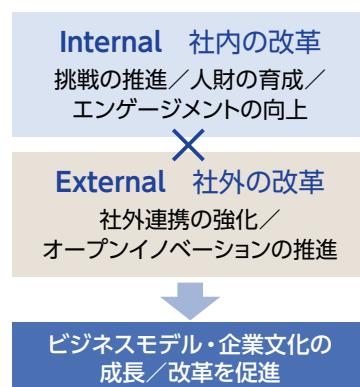 Internal 社内の改革
挑戦の推進／人財の育成／
エンゲージメントの向上
×
External 社外の改革
社外連携の強化／
オープンイノベーションの推進
ビジネスモデル・企業文化の
成長／改革を促進